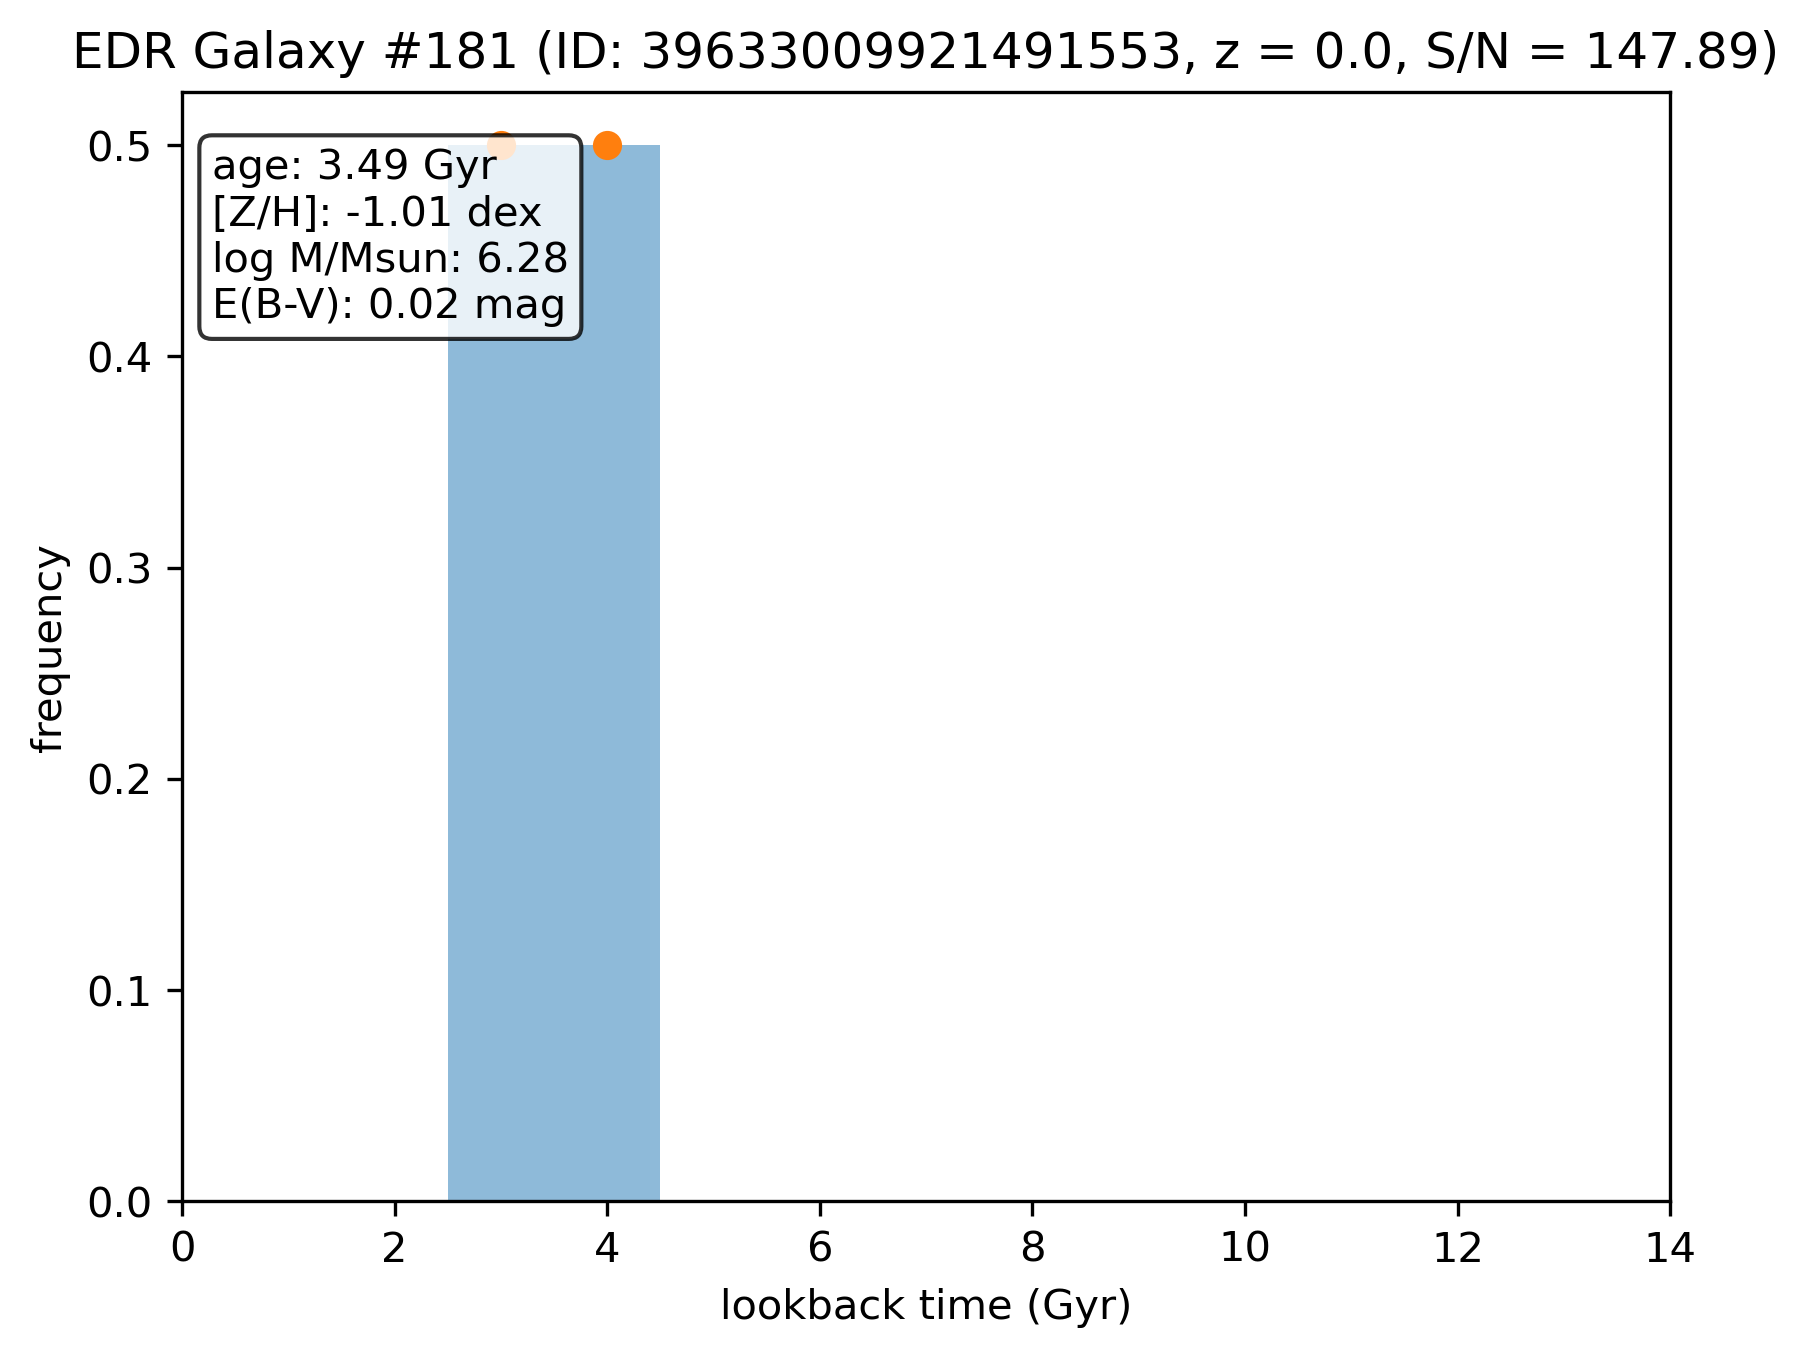 EDR Galaxy #181 (ID: 39633009921491553, z = 0.0, S/N = 147.89)
0.5
age: 3.49 Gyr
[Z/H]: -1.01 dex
log M/Msun: 6.28
E(B-V): 0.02 mag
0.4
0.3
frequency
0.2
0.1
0.0
0 2 4 6 8 10 12 14
lookback time (Gyr)